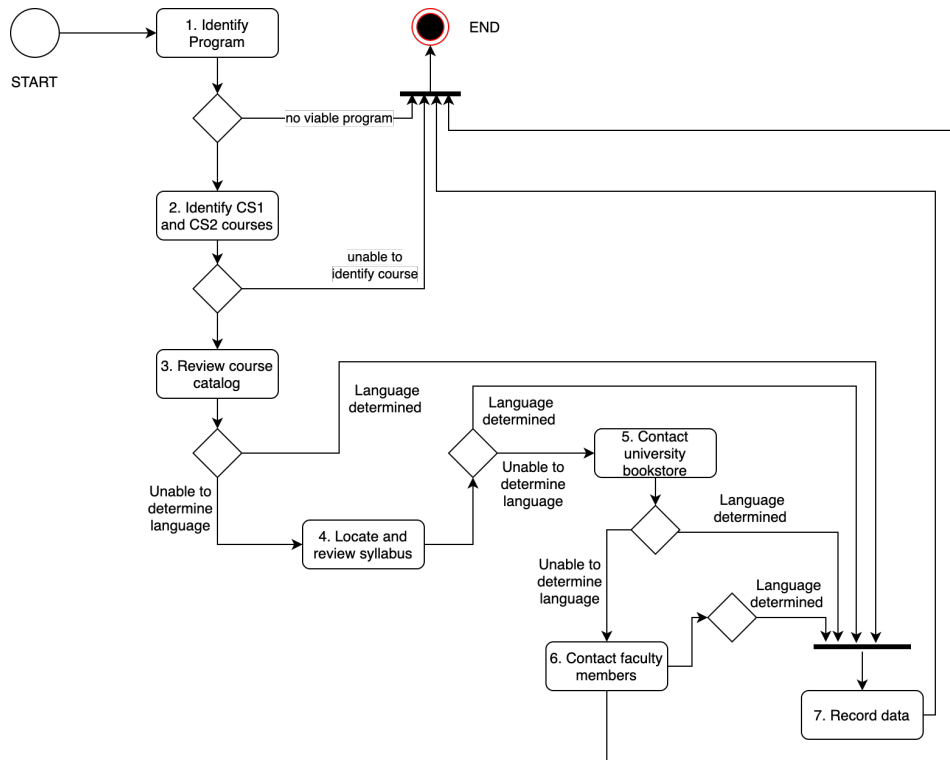 START
1. Identify
Program
END
no viable program
2. Identify CS1
and CS2 courses
unable to
identify course
3. Review course
catalog
Language
determined
Unable to
determine
language
4. Locate and
review syllabus
Language
determined
Unable to
determine
language
5. Contact
university
bookstore
Language
determined
Unable to
determine
language
6. Contact faculty
members
Language
determined
7. Record data